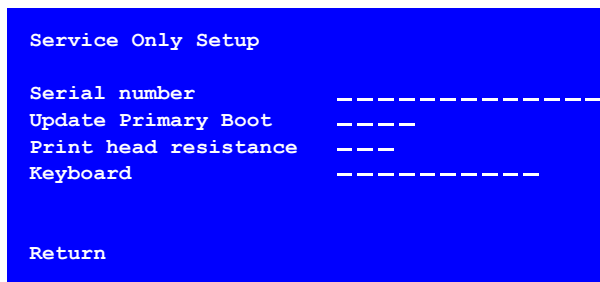 Service Only Setup
Serial number _ _ _ _ _ _ _ _ _ _ _ _ _
Update Primary Boot _ _ _ _
Print head resistance _ _ _
Keyboard _ _ _ _ _ _ _ _ _ _
Return